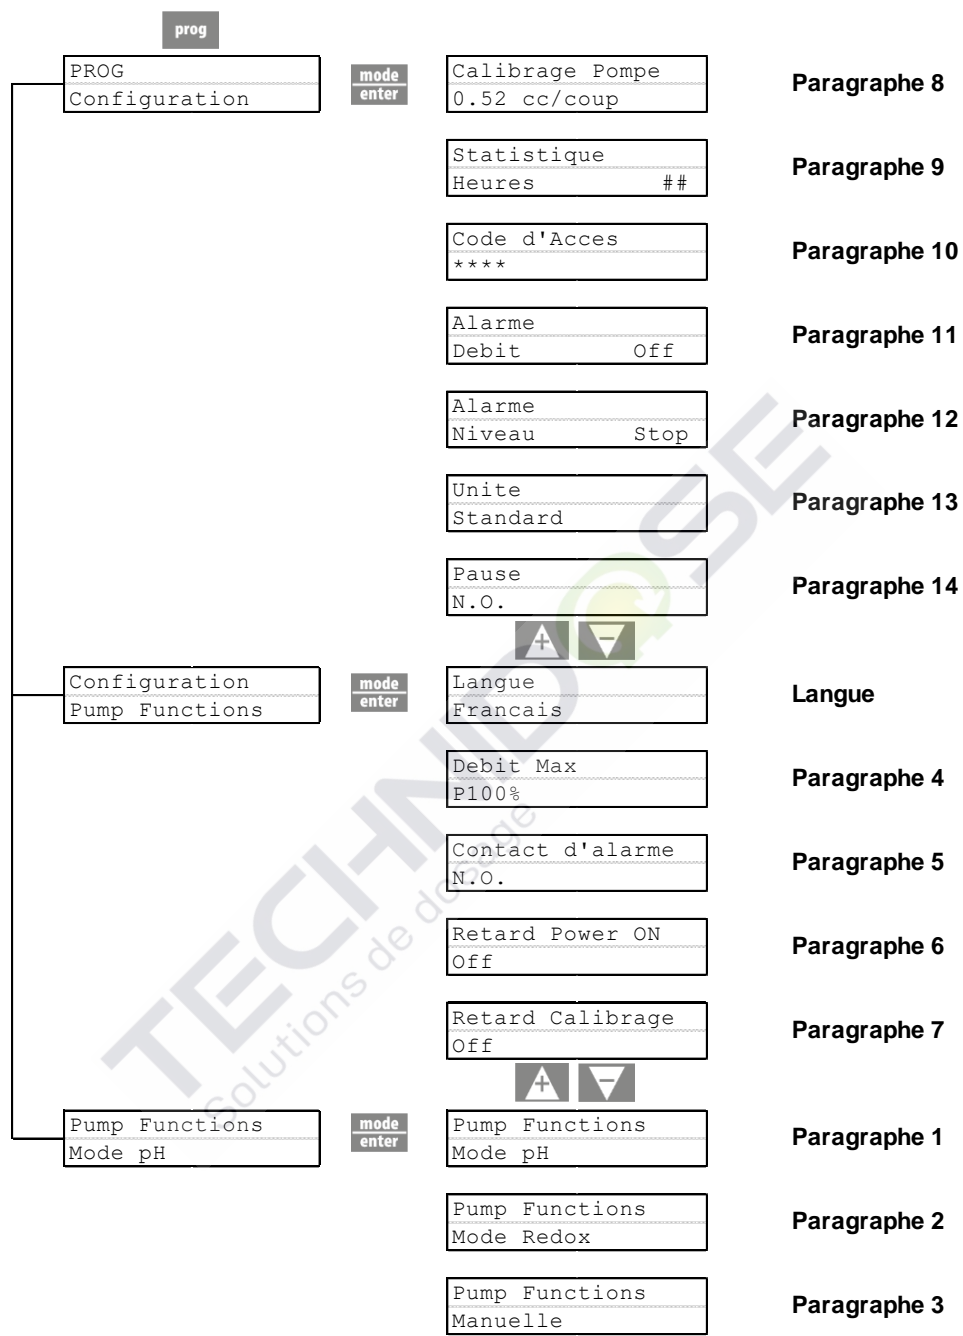 prog
PROG
Configuration
mode
enter
Calibrage Pompe
0.52 cc/coup
Paragraphe 8
Statistique
Heures ##
Paragraphe 9
Code d'Acces
****
Paragraphe 10
Alarme
Debit Off
Paragraphe 11
Alarme
Niveau Stop
Paragraphe 12
Unite
Standard
Paragraphe 13
Pause
N.O.
Paragraphe 14
+ −
Configuration
Pump Functions
mode
enter
Langue
Francais
Langue
Debit Max
P100%
Paragraphe 4
Contact d'alarme
N.O.
Paragraphe 5
Retard Power ON
Off
Paragraphe 6
Retard Calibrage
Off
Paragraphe 7
+ −
Pump Functions
Mode pH
mode
enter
Pump Functions
Mode pH
Paragraphe 1
Pump Functions
Mode Redox
Paragraphe 2
Pump Functions
Manuelle
Paragraphe 3
TECHNIDOSE
Solutions de dosage